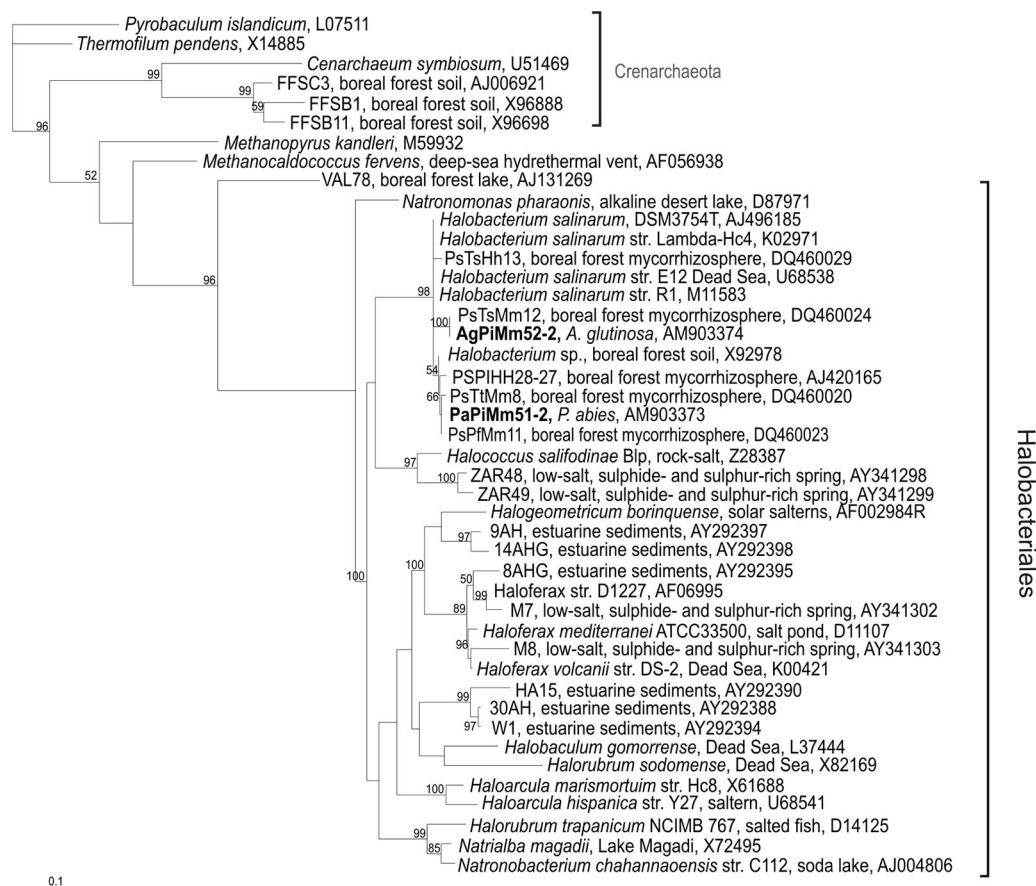 Pyrobaculum islandicum, L07511
Thermofilum pendens, X14885
99
Cenarchaeum symbiosum, U51469
Crenarchaeota
99
FFSC3, boreal forest soil, AJ006921
59
FFSB1, boreal forest soil, X96888
96
FFSB11, boreal forest soil, X96698
Methanopyrus kandleri, M59932
Methanocaldococcus fervens, deep-sea hydrethermal vent, AF056938
52
VAL78, boreal forest lake, AJ131269
Natronomonas pharaonis, alkaline desert lake, D87971
Halobacterium salinarum, DSM3754T, AJ496185
Halobacterium salinarum str. Lambda-Hc4, K02971
PsTsHh13, boreal forest mycorrhizosphere, DQ460029
96
Halobacterium salinarum str. E12 Dead Sea, U68538
98
Halobacterium salinarum str. R1, M11583
PsTsMm12, boreal forest mycorrhizosphere, DQ460024
100
AgPiMm52-2, A. glutinosa, AM903374
Halobacterium sp., boreal forest soil, X92978
54
PSPIHH28-27, boreal forest mycorrhizosphere, AJ420165
66
PsTtMm8, boreal forest mycorrhizosphere, DQ460020
PaPiMm51-2, P. abies, AM903373
PsPfMm11, boreal forest mycorrhizosphere, DQ460023
97
Halococcus salifodinae Blp, rock-salt, Z28387
100
ZAR48, low-salt, sulphide- and sulphur-rich spring, AY341298
ZAR49, low-salt, sulphide- and sulphur-rich spring, AY341299
Halogeometricum borinquense, solar salterns, AF002984R
97
9AH, estuarine sediments, AY292397
14AHG, estuarine sediments, AY292398
100
100
50
8AHG, estuarine sediments, AY292395
99
Haloferax str. D1227, AF06995
89
M7, low-salt, sulphide- and sulphur-rich spring, AY341302
Haloferax mediterranei ATCC33500, salt pond, D11107
96
M8, low-salt, sulphide- and sulphur-rich spring, AY341303
Haloferax volcanii str. DS-2, Dead Sea, K00421
99
HA15, estuarine sediments, AY292390
30AH, estuarine sediments, AY292388
97
W1, estuarine sediments, AY292394
Halobaculum gomorrense, Dead Sea, L37444
Halorubrum sodomense, Dead Sea, X82169
100
Haloarcula marismortuim str. Hc8, X61688
Haloarcula hispanica str. Y27, saltern, U68541
99
Halorubrum trapanicum NCIMB 767, salted fish, D14125
85
Natrialba magadii, Lake Magadi, X72495
Natronobacterium chahannaoensis str. C112, soda lake, AJ004806
Halobacteriales
0.1